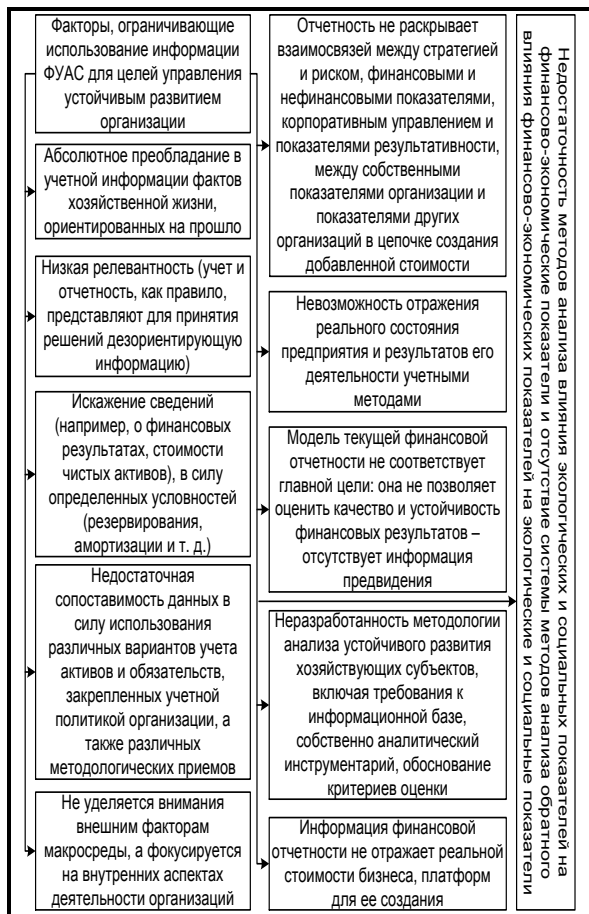 Факторы, ограничивающие
использование информации
ФУАС для целей управления
устойчивым развитием
организации
Абсолютное преобладание в
учетной информации фактов
хозяйственной жизни,
ориентированных на прошло
Низкая релевантность (учет и
отчетность, как правило,
представляют для принятия
решений дезориентирующую
информацию)
Искажение сведений
(например, о финансовых
результатах, стоимости
чистых активов), в силу
определенных условностей
(резервирования,
амортизации и т. д.)
Недостаточная
сопоставимость данных в
силу использования
различных вариантов учета
активов и обязательств,
закрепленных учетной
политикой организации, а
также различных
методологических приемов
Не уделяется внимания
внешним факторам
макросреды, а фокусируется
на внутренних аспектах
деятельности организаций
Отчетность не раскрывает
взаимосвязей между стратегией
и риском, финансовыми и
нефинансовыми показателями,
корпоративным управлением и
показателями результативности,
между собственными
показателями организации и
показателями других
организаций в цепочке создания
добавленной стоимости
Невозможность отражения
реального состояния
предприятия и результатов его
деятельности учетными
методами
Модель текущей финансовой
отчетности не соответствует
главной цели: она не позволяет
оценить качество и устойчивость
финансовых результатов –
отсутствует информация
предвидения
Неразработанность методологии
анализа устойчивого развития
хозяйствующих субъектов,
включая требования к
информационной базе,
собственно аналитический
инструментарий, обоснование
критериев оценки
Информация финансовой
отчетности не отражает реальной
стоимости бизнеса, платформ
для ее создания
Недостаточность методов анализа влияния экологических и социальных показателей на
финансово-экономические показатели и отсутствие системы методов анализа обратного
влияния финансово-экономических показателей на экологические и социальные показатели